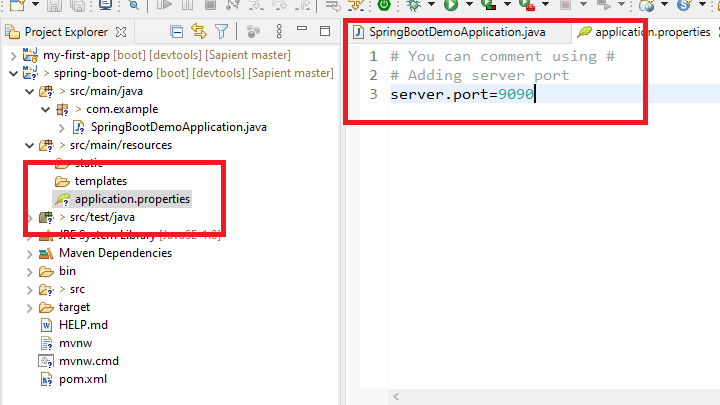 Project Explorer
my-first-app [boot] [devtools] [Sapient master]
> spring-boot-demo [boot] [devtools] [Sapient master]
> src/main/java
> com.example
> SpringBootDemoApplication.java
> src/main/resources
static
templates
application.properties
> src/test/java
JRE System Library
Maven Dependencies
bin
> src
target
HELP.md
mvnw
mvnw.cmd
pom.xml
SpringBootDemoApplication.java
application.properties
1 # You can comment using #
2 # Adding server port
3 server.port=9090